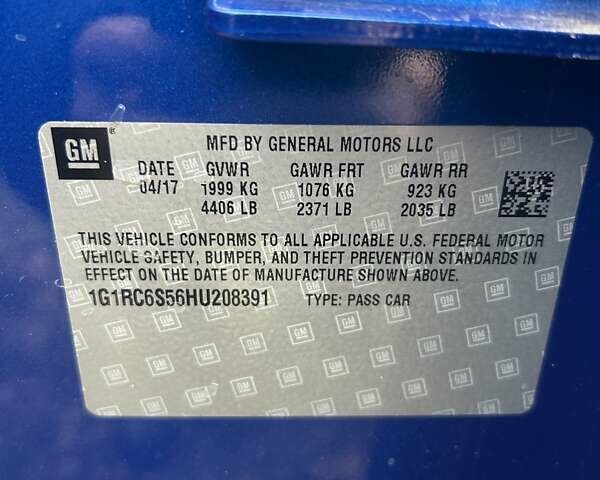 GM
MFD BY GENERAL MOTORS LLC
DATE GVWR GAWR FRT GAWR RR
04/17 1999 KG 1076 KG 923 KG
4406 LB 2371 LB 2035 LB
THIS VEHICLE CONFORMS TO ALL APPLICABLE U.S. FEDERAL MOTOR
VEHICLE SAFETY, BUMPER, AND THEFT PREVENTION STANDARDS IN
EFFECT ON THE DATE OF MANUFACTURE SHOWN ABOVE.
1G1RC6S56HU208391 TYPE: PASS CAR